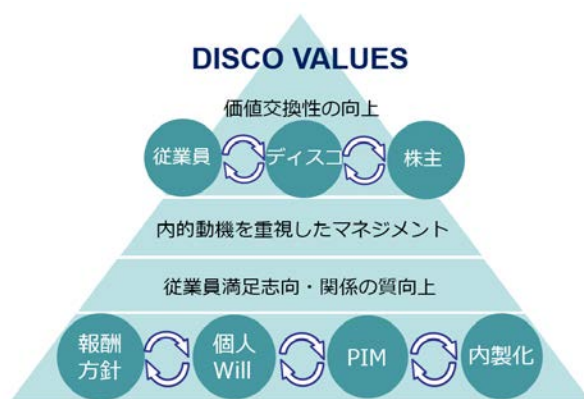 DISCO VALUES
価値交換性の向上
従業員
ディスコ
株主
内的動機を重視したマネジメント
従業員満足志向・関係の質向上
報酬
方針
個人
Will
PIM
内製化